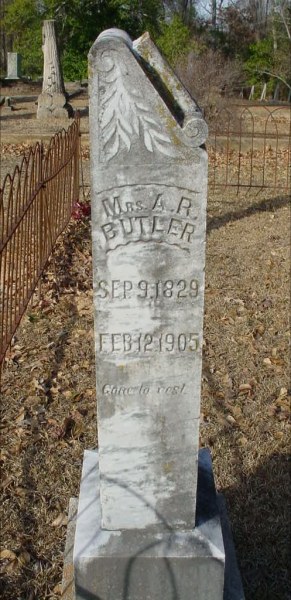 MRS. A. R.
BUTLER
SEP. 9, 1829
FEB. 12, 1905.
Gone to rest.